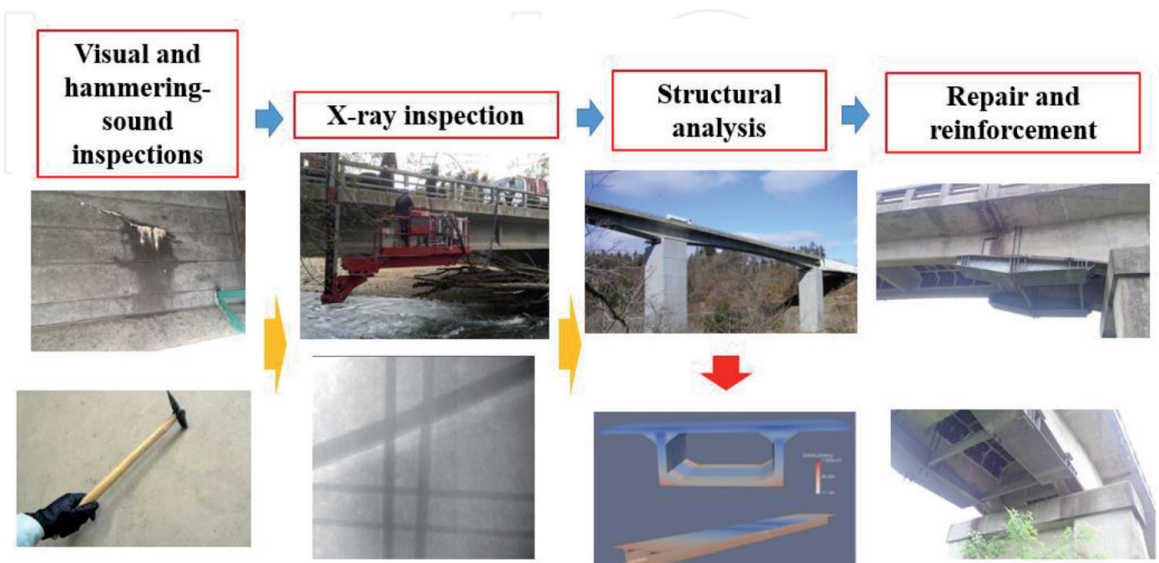 Visual and
hammering-
sound
inspections
X-ray inspection
Structural
analysis
Repair and
reinforcement